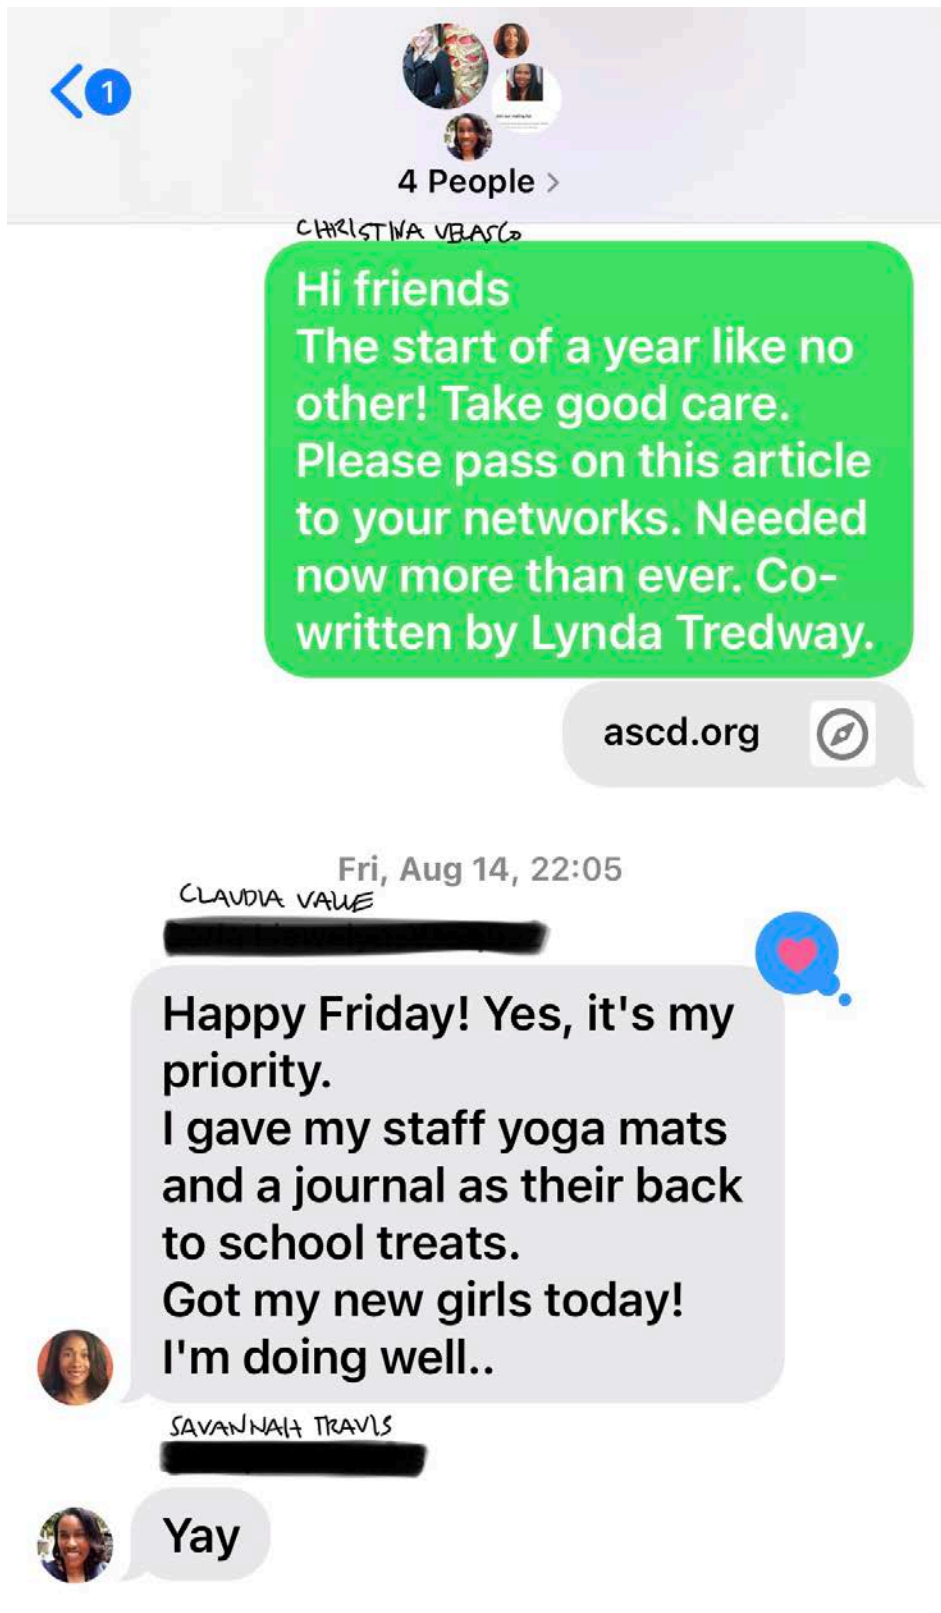 1
4 People >
CHRISTINA VELASCO
Hi friends
The start of a year like no
other! Take good care.
Please pass on this article
to your networks. Needed
now more than ever. Co-
written by Lynda Tredway.
ascd.org
Fri, Aug 14, 22:05
CLAUDIA VALLE
Happy Friday! Yes, it's my
priority.
I gave my staff yoga mats
and a journal as their back
to school treats.
Got my new girls today!
I'm doing well..
SAVANNAH TRAVIS
Yay